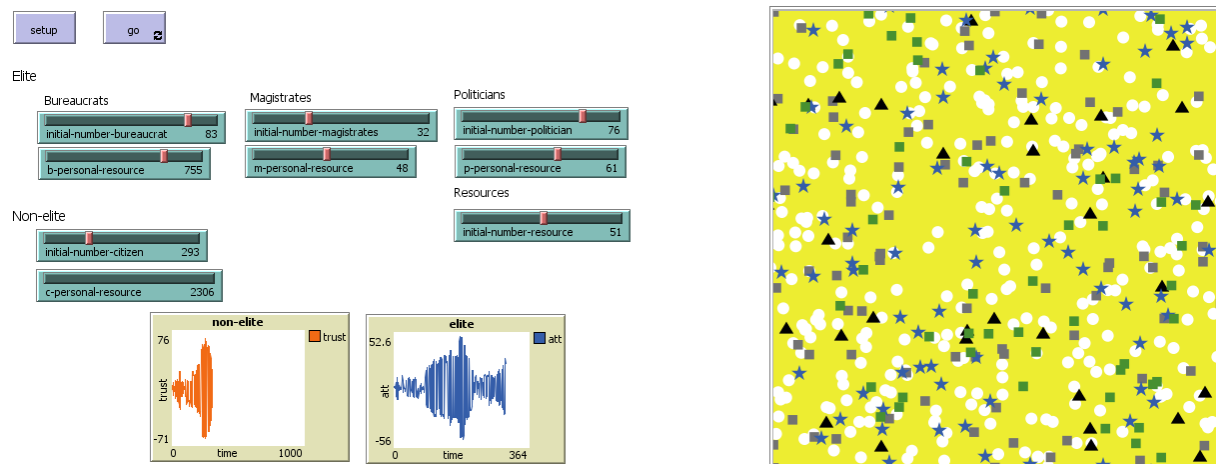 setup
go
Elite
Bureaucrats
initial-number-bureaucrat 83
b-personal-resource 755
Magistrates
initial-number-magistrates 32
m-personal-resource 48
Politicians
initial-number-politician 76
p-personal-resource 61
Resources
initial-number-resource 51
Non-elite
initial-number-citizen 293
c-personal-resource 2306
non-elite
76
trust
-71
0
time
1000
trust
elite
52.6
att
-56
0
time
364
att